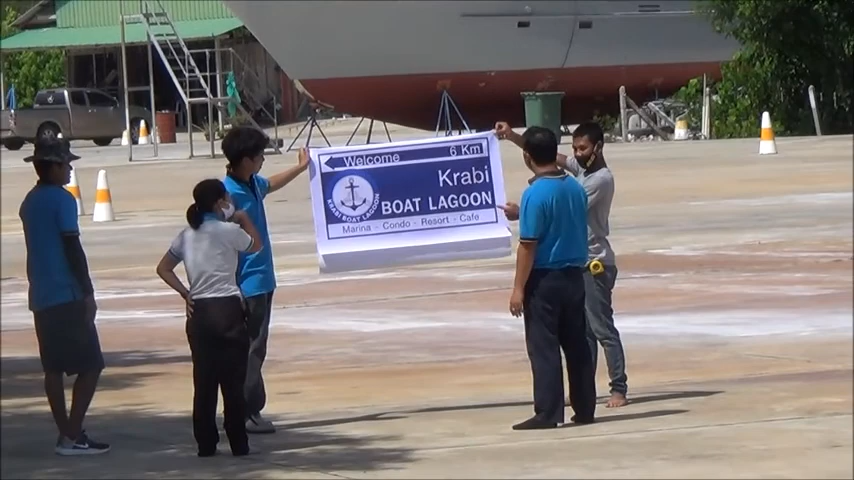 Welcome 6 Km
Krabi
BOAT LAGOON
KRABI BOAT LAGOON
Marina - Condo - Resort - Cafe